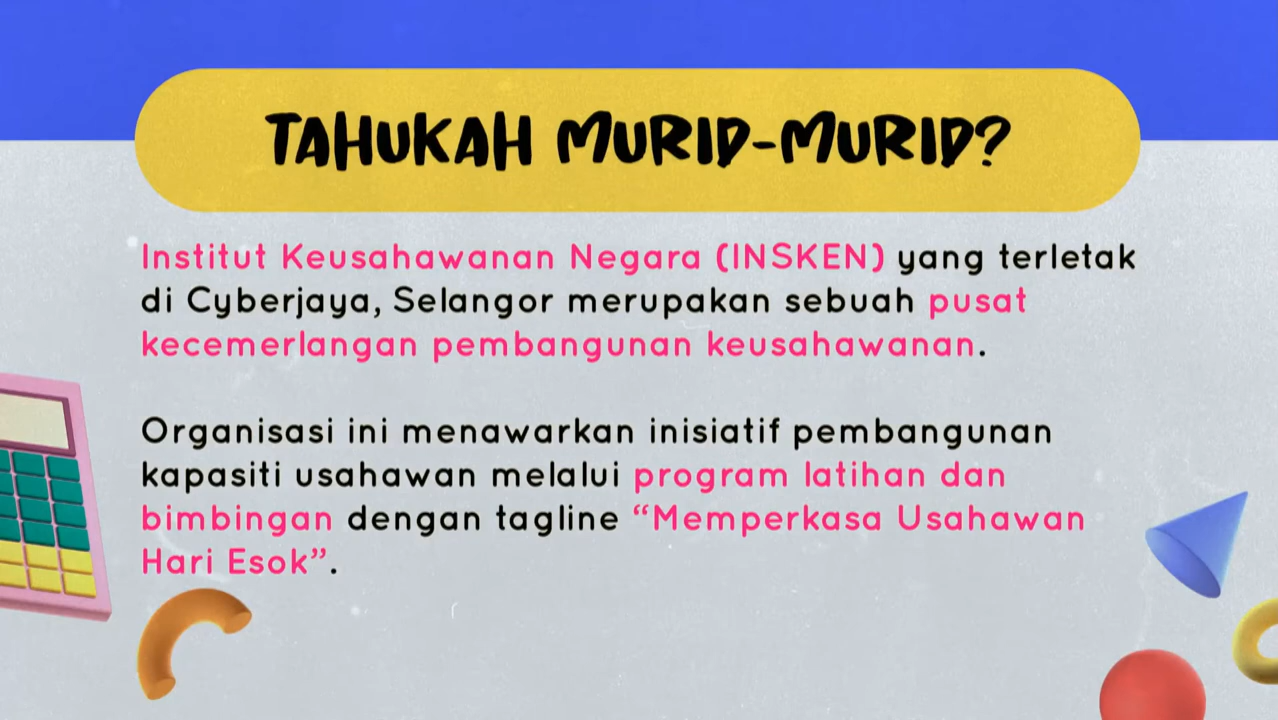 TAHUKAH MURID-MURID?
Institut Keusahawanan Negara (INSKEN) yang terletak
di Cyberjaya, Selangor merupakan sebuah pusat
kecemerlangan pembangunan keusahawanan.
Organisasi ini menawarkan inisiatif pembangunan
kapasiti usahawan melalui program latihan dan
bimbingan dengan tagline “Memperkasa Usahawan
Hari Esok”.